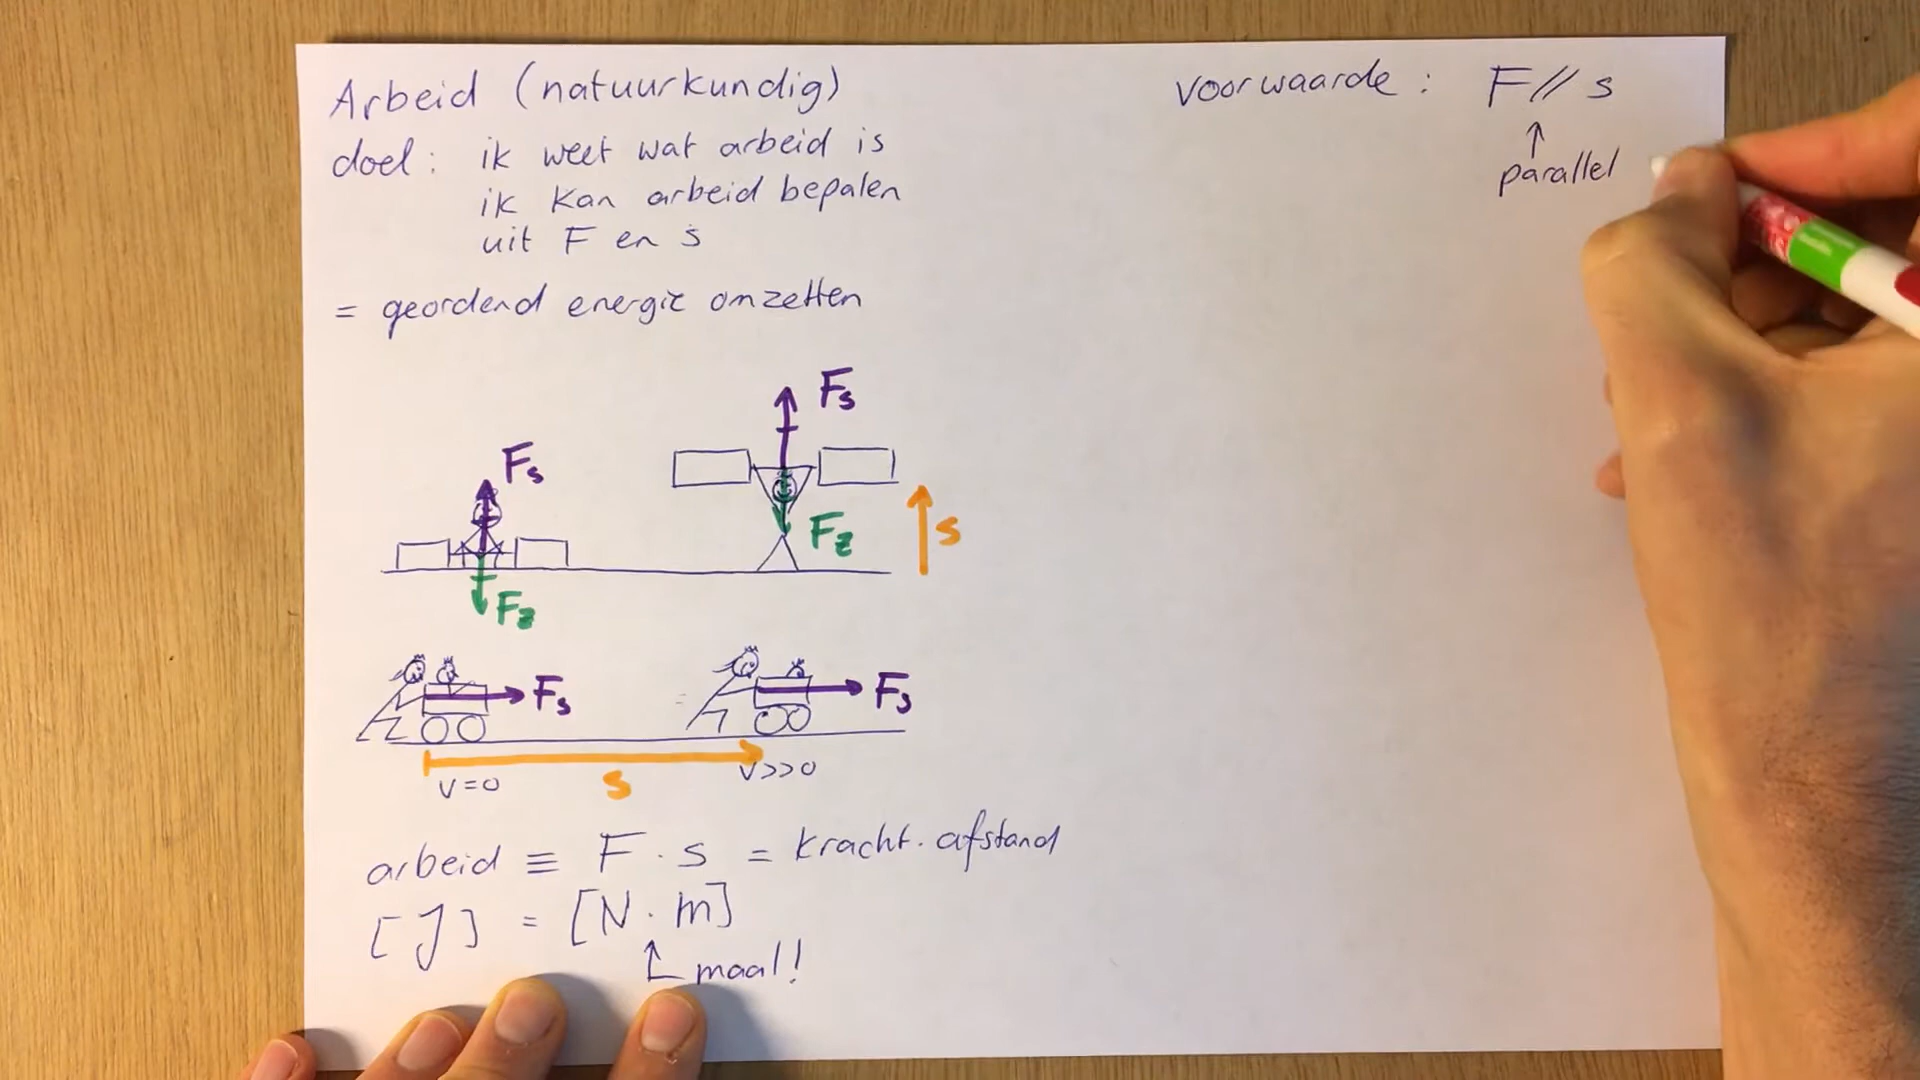 Arbeid (natuurkundig)
doel: ik weet wat arbeid is
ik kan arbeid bepalen
uit F en s
= geordend energie omzetten
Fs
Fz
Fs
Fz
s
Fs
Fs
v=0
s
v>>0
arbeid ≡ F · s = kracht · afstand
[J] = [N · m]
↑ maal!
voorwaarde: F // s
↑
parallel